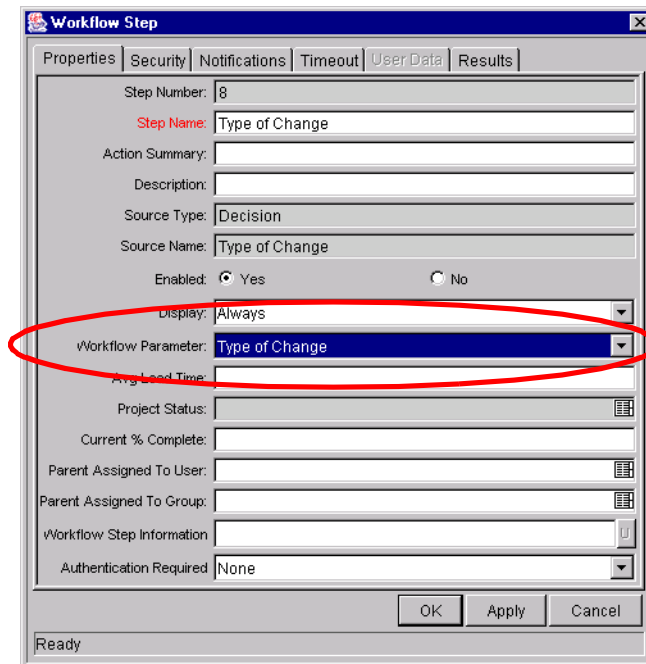 Workflow Step
Properties Security Notifications Timeout User Data Results
Step Number: 8
Step Name: Type of Change
Action Summary:
Description:
Source Type: Decision
Source Name: Type of Change
Enabled: Yes No
Display: Always
Workflow Parameter: Type of Change
Avg Lead Time:
Project Status:
Current % Complete:
Parent Assigned To User:
Parent Assigned To Group:
Workflow Step Information U
Authentication Required None
OK Apply Cancel
Ready